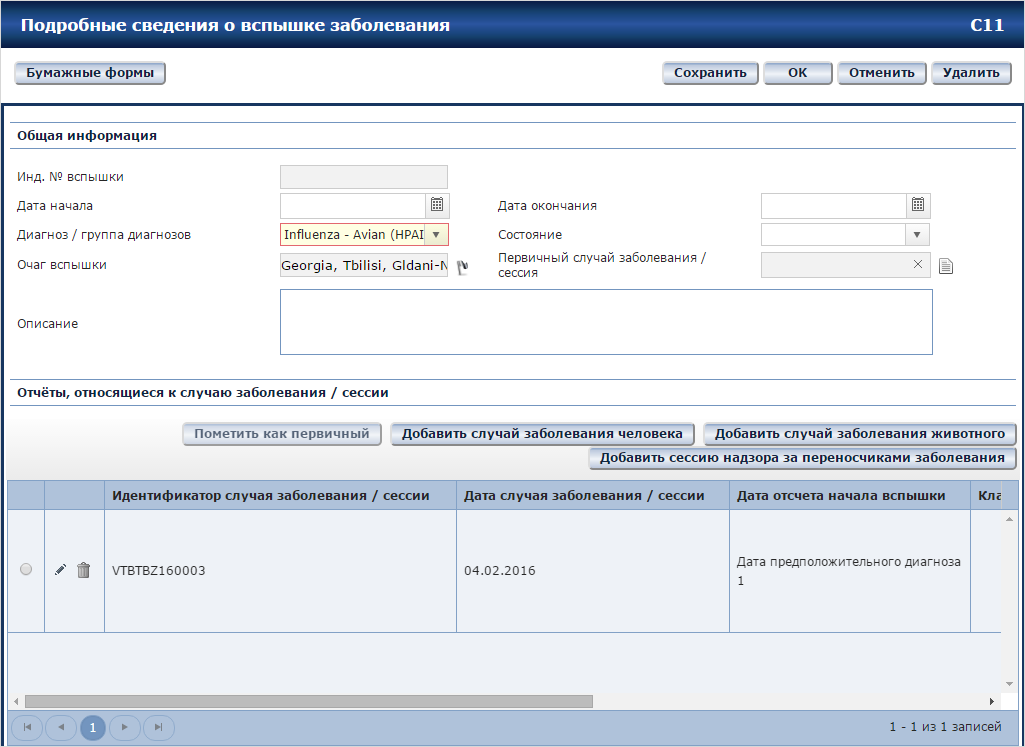 Подробные сведения о вспышке заболевания C11
Бумажные формы Сохранить ОК Отменить Удалить
Общая информация
Инд. № вспышки
Дата начала Дата окончания
Диагноз / группа диагнозов Influenza - Avian (HPAI Состояние
Очаг вспышки Georgia, Tbilisi, Gldani-N Первичный случай заболевания /
сессия
Описание
Отчёты, относящиеся к случаю заболевания / сессии
Пометить как первичный Добавить случай заболевания человека Добавить случай заболевания животного
Добавить сессию надзора за переносчиками заболевания
Идентификатор случая заболевания / сессии Дата случая заболевания / сессии Дата отсчета начала вспышки Кла
VTBTBZ160003 04.02.2016 Дата предположительного диагноза
1
1 1 - 1 из 1 записей